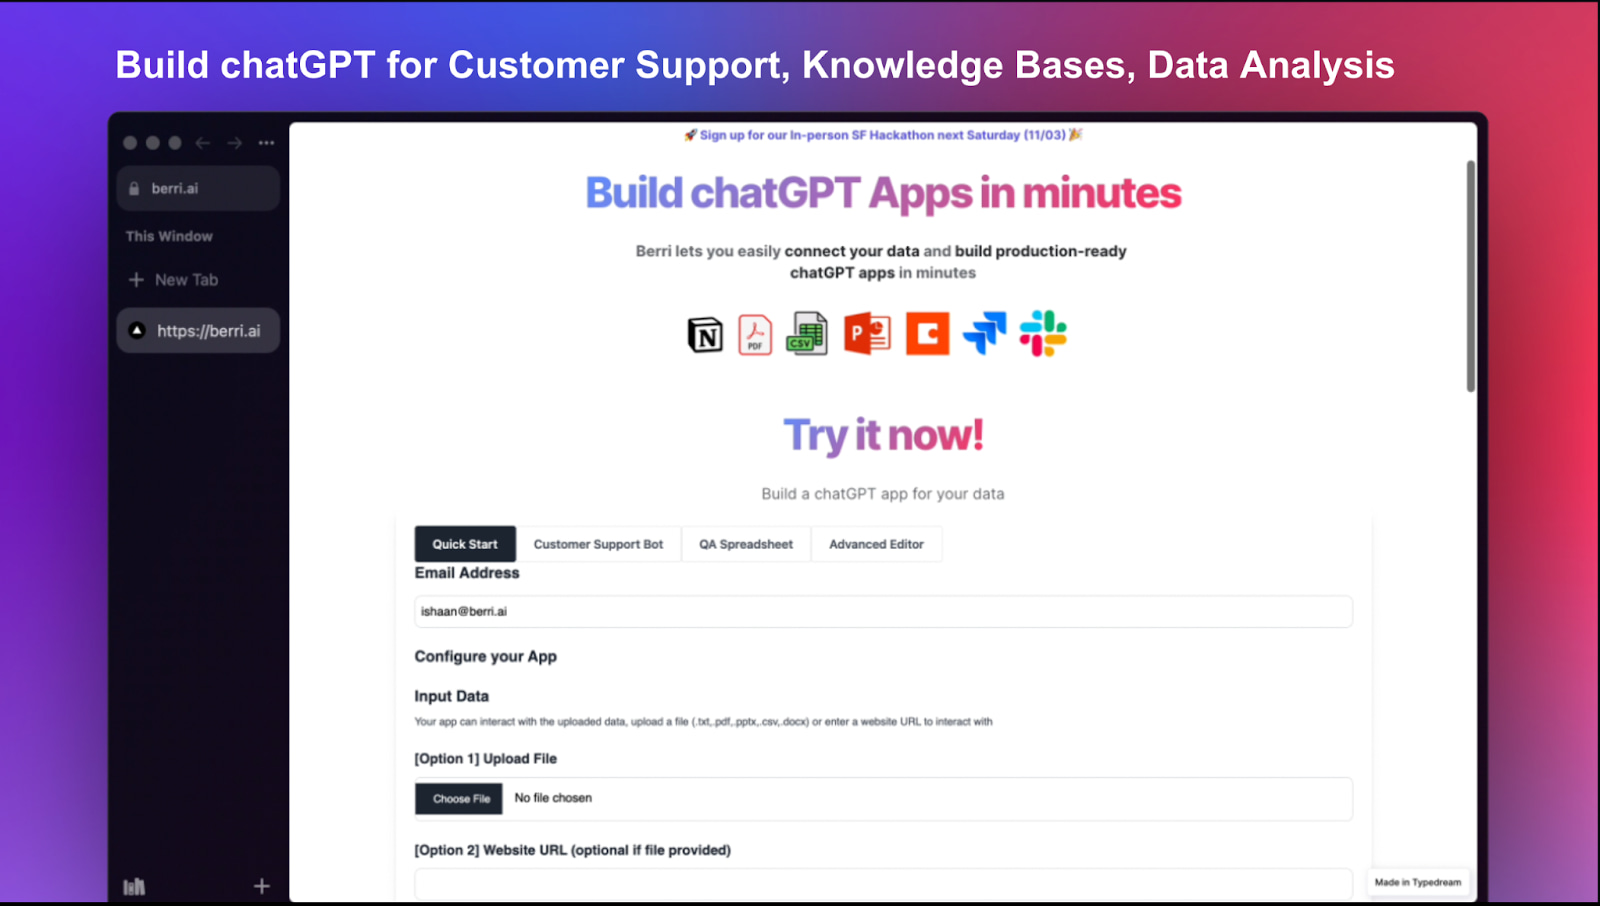 Build chatGPT for Customer Support, Knowledge Bases, Data Analysis
berri.ai
This Window
New Tab
https://berri.ai
🚀 Sign up for our In-person SF Hackathon next Saturday (11/03) 🎉
Build chatGPT Apps in minutes
Berri lets you easily connect your data and build production-ready
chatGPT apps in minutes
N
PDF
CSV
P
C
Try it now!
Build a chatGPT app for your data
Quick Start
Customer Support Bot
QA Spreadsheet
Advanced Editor
Email Address
ishaan@berri.ai
Configure your App
Input Data
Your app can interact with the uploaded data, upload a file (.txt,.pdf,.pptx,.csv,.docx) or enter a website URL to interact with
[Option 1] Upload File
Choose File No file chosen
[Option 2] Website URL (optional if file provided)
Made in Typedream